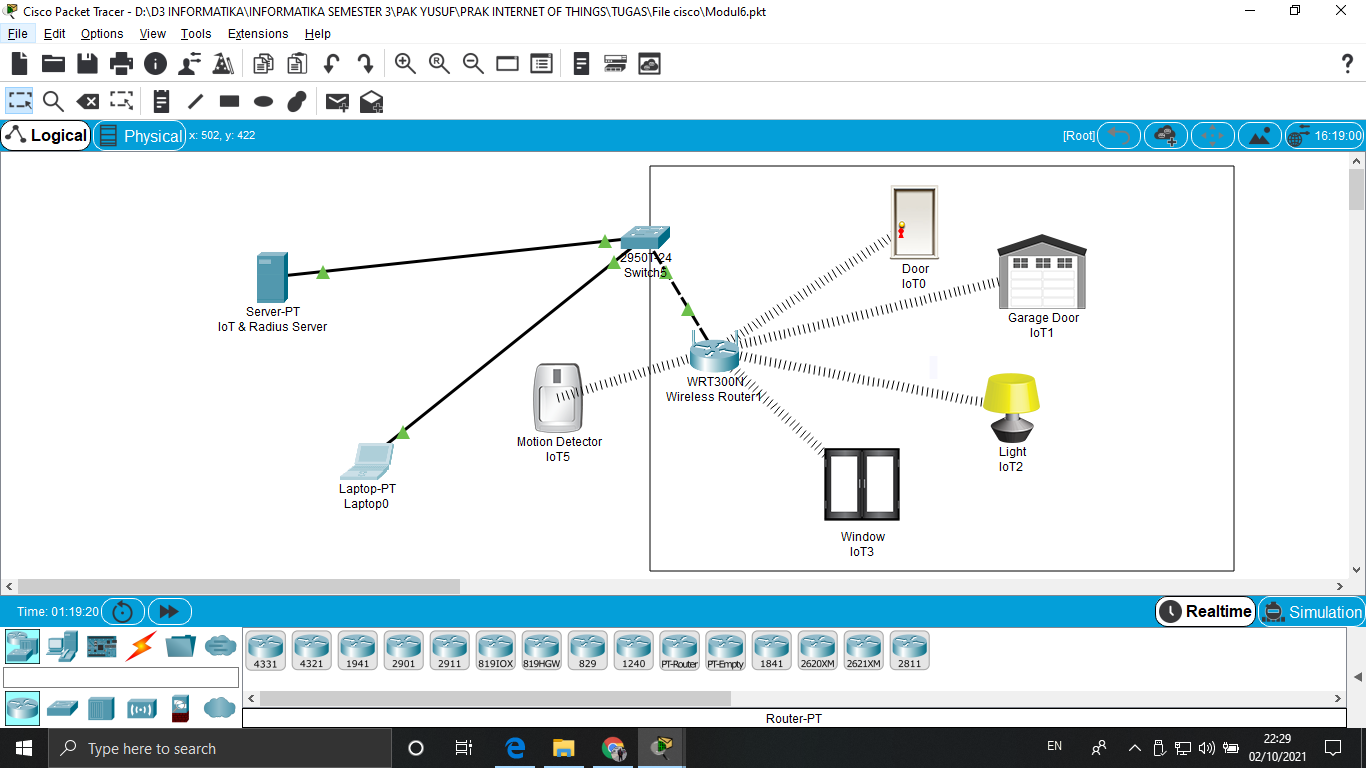 Cisco Packet Tracer - D:\D3 INFORMATIKA\INFORMATIKA SEMESTER 3\PAK YUSUF\PRAK INTERNET OF THINGS\TUGAS\File cisco\Modul6.pkt
File Edit Options View Tools Extensions Help
Logical Physical x: 502, y: 422 [Root] 16:19:00
Door
IoT0
2950T-24
Switch5
Garage Door
IoT1
Server-PT
IoT & Radius Server
WRT300N
Wireless Router1
Motion Detector
IoT5
Light
IoT2
Laptop-PT
Laptop0
Window
IoT3
Time: 01:19:20 Realtime Simulation
4331 4321 1941 2901 2911 819IOX 819HGW 829 1240 PT-Router PT-Empty 1841 2620XM 2621XM 2811
Router-PT
Type here to search
EN
22:29
02/10/2021